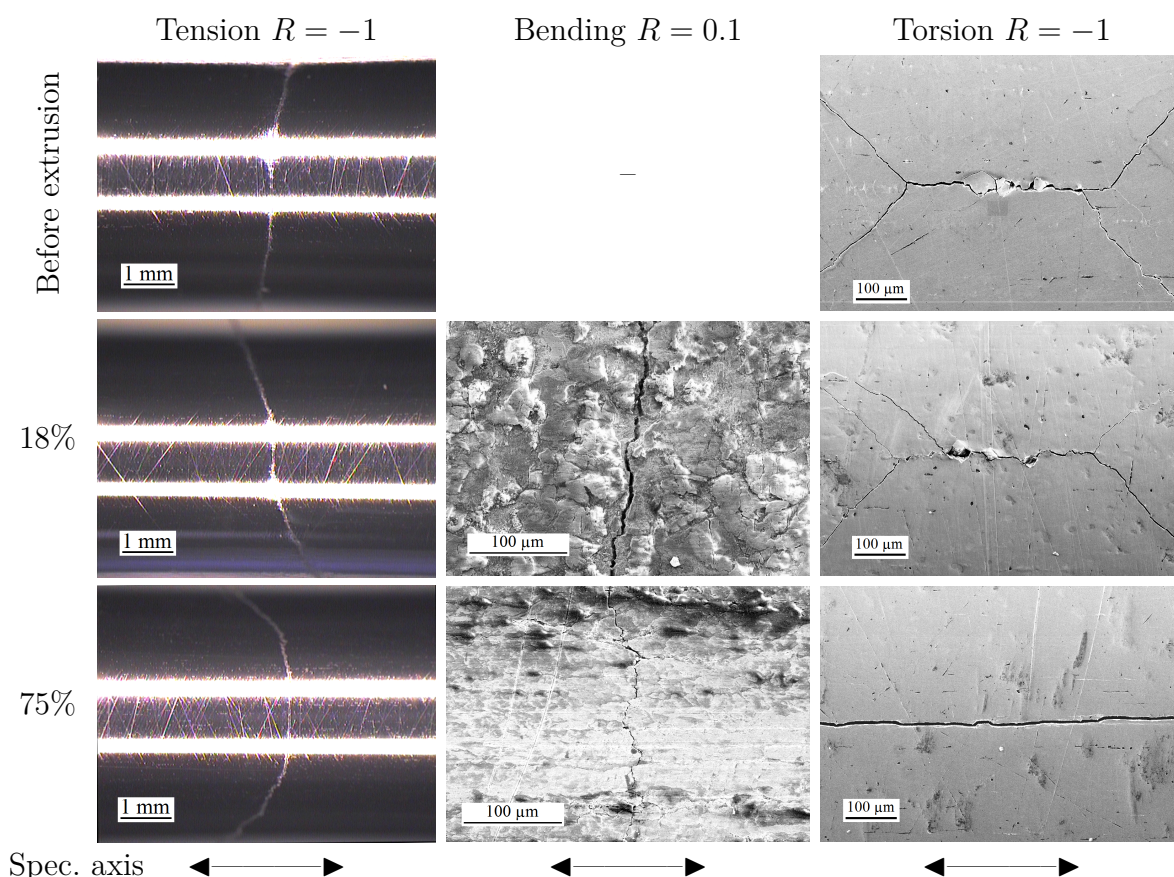 Tension R = −1
Bending R = 0.1
Torsion R = −1
Before extrusion
1 mm
–
100 µm
18%
1 mm
100 µm
100 µm
75%
1 mm
100 µm
100 µm
Spec. axis